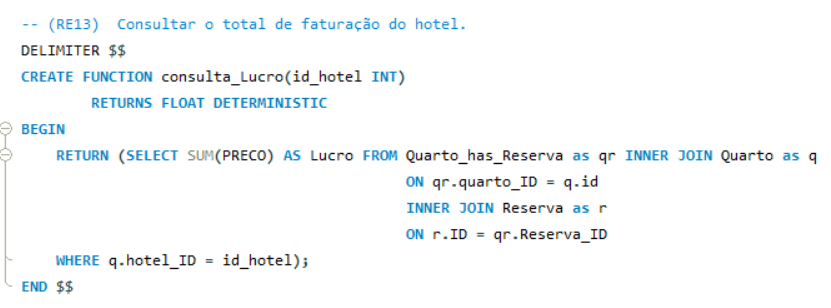 -- (RE13)  Consultar o total de faturação do hotel.
DELIMITER $$
CREATE FUNCTION consulta_Lucro(id_hotel INT)
RETURNS FLOAT DETERMINISTIC
BEGIN
RETURN (SELECT SUM(PRECO) AS Lucro FROM Quarto_has_Reserva as qr INNER JOIN Quarto as q
ON qr.quarto_ID = q.id
INNER JOIN Reserva as r
ON r.ID = qr.Reserva_ID
WHERE q.hotel_ID = id_hotel);
END $$